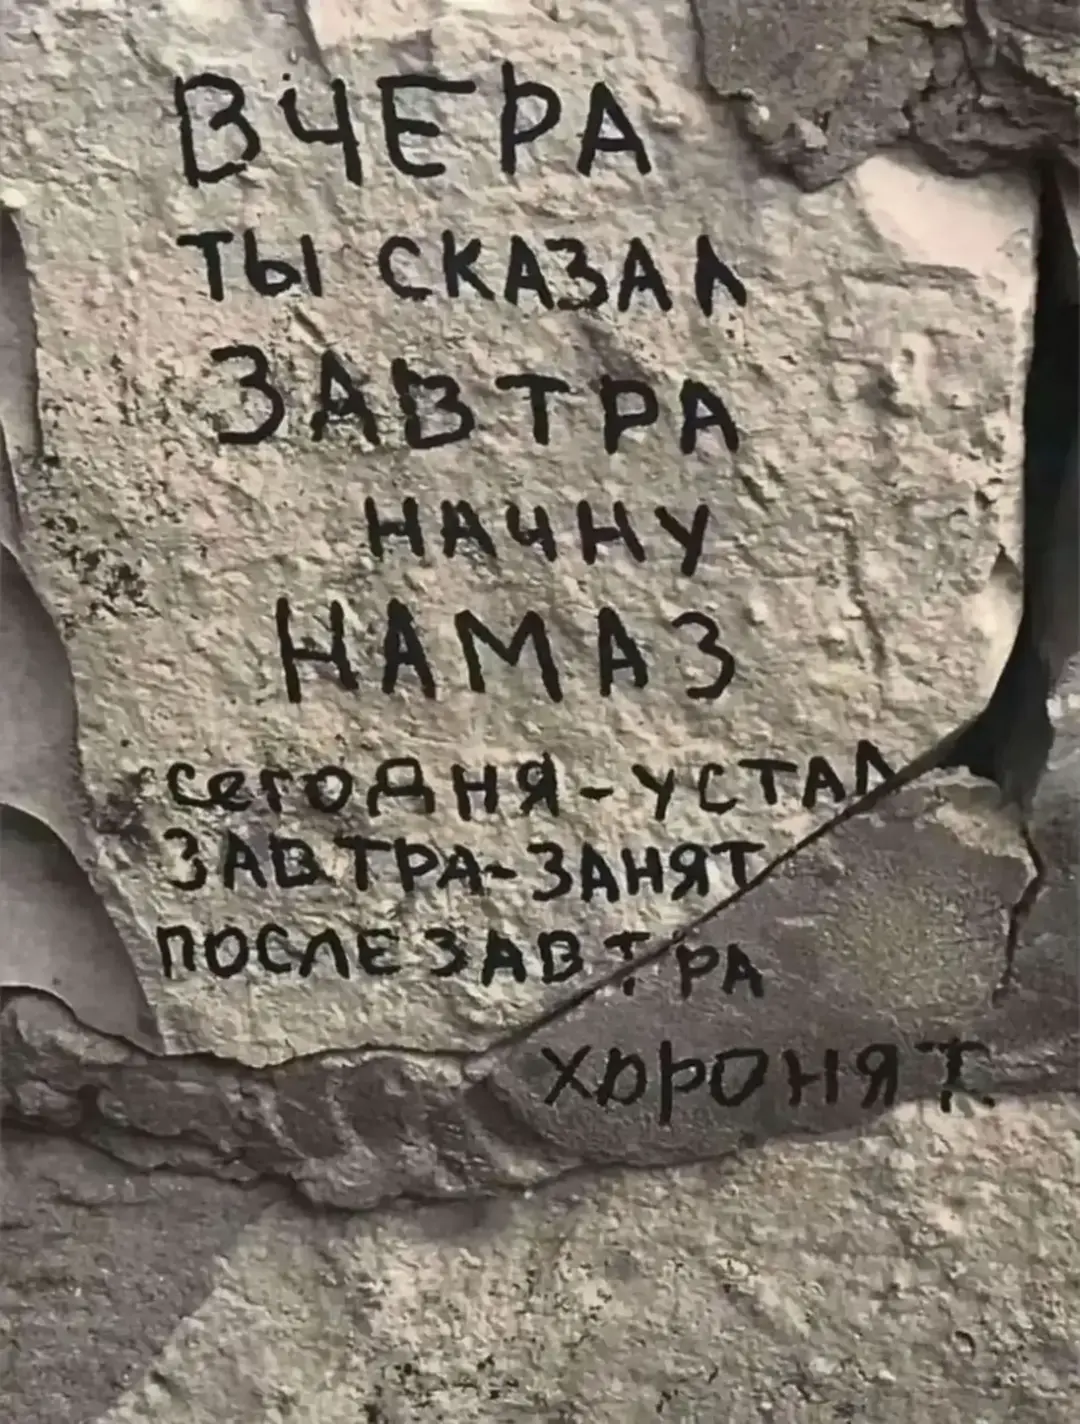 ВЧЕРА
ТЫ СКАЗАЛ
ЗАВТРА
НАЧНУ
НАМАЗ
сегодня-УСТАЛ
ЗАВТРА-ЗАНЯТ
ПОСЛЕЗАВТРА
ХОРОНЯТ